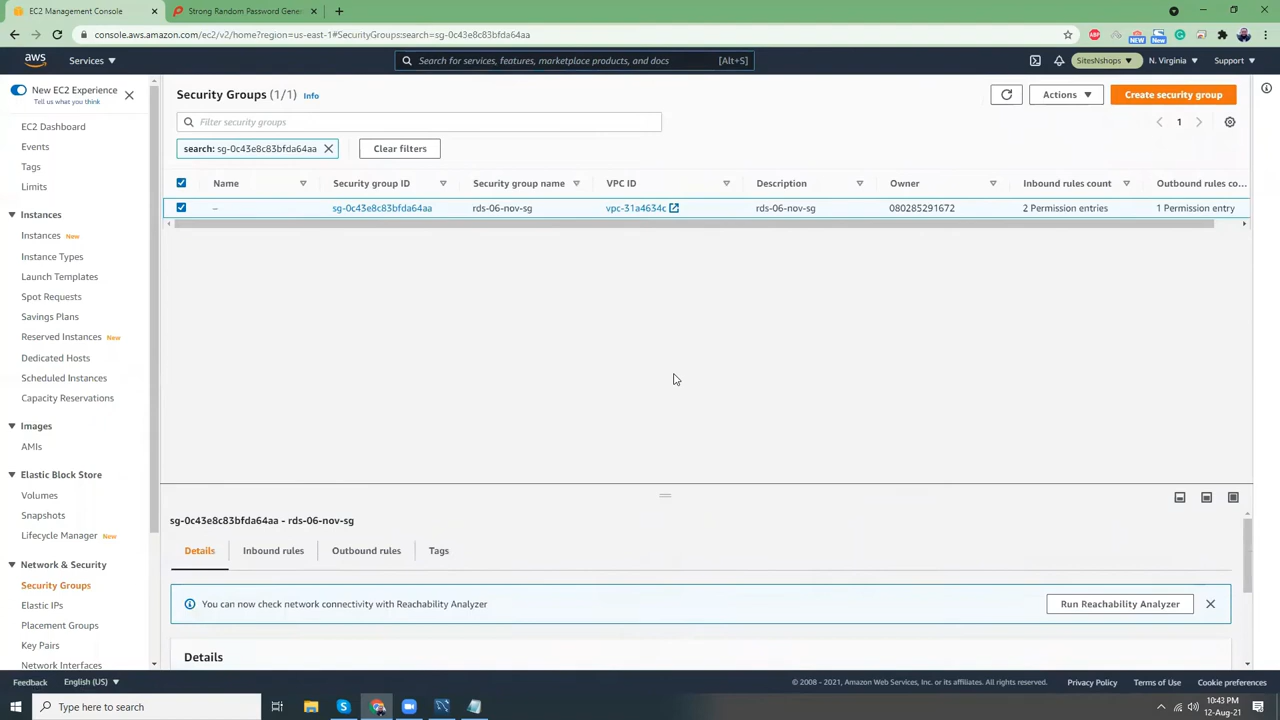 EC2 Management Console
Strong Random Password Gene
console.aws.amazon.com/ec2/v2/home?region=us-east-1#SecurityGroups:search=sg-0c43e8c83bfda64aa
aws
Services
Search for services, features, marketplace products, and docs
[Alt+S]
SitesNshops
N. Virginia
Support
New EC2 Experience
Tell us what you think
EC2 Dashboard
Events
Tags
Limits
Instances
Instances New
Instance Types
Launch Templates
Spot Requests
Savings Plans
Reserved Instances New
Dedicated Hosts
Scheduled Instances
Capacity Reservations
Images
AMIs
Elastic Block Store
Volumes
Snapshots
Lifecycle Manager New
Network & Security
Security Groups
Elastic IPs
Placement Groups
Key Pairs
Network Interfaces
Security Groups (1/1) Info
Actions
Create security group
Filter security groups
1
search: sg-0c43e8c83bfda64aa
Clear filters
Name Security group ID Security group name VPC ID Description Owner Inbound rules count Outbound rules co...
– sg-0c43e8c83bfda64aa rds-06-nov-sg vpc-31a4634c rds-06-nov-sg 080285291672 2 Permission entries 1 Permission entry
sg-0c43e8c83bfda64aa - rds-06-nov-sg
Details Inbound rules Outbound rules Tags
You can now check network connectivity with Reachability Analyzer
Run Reachability Analyzer
Details
Feedback English (US)
© 2008 - 2021, Amazon Web Services, Inc. or its affiliates. All rights reserved. Privacy Policy Terms of Use Cookie preferences
Type here to search
10:43 PM
12-Aug-21